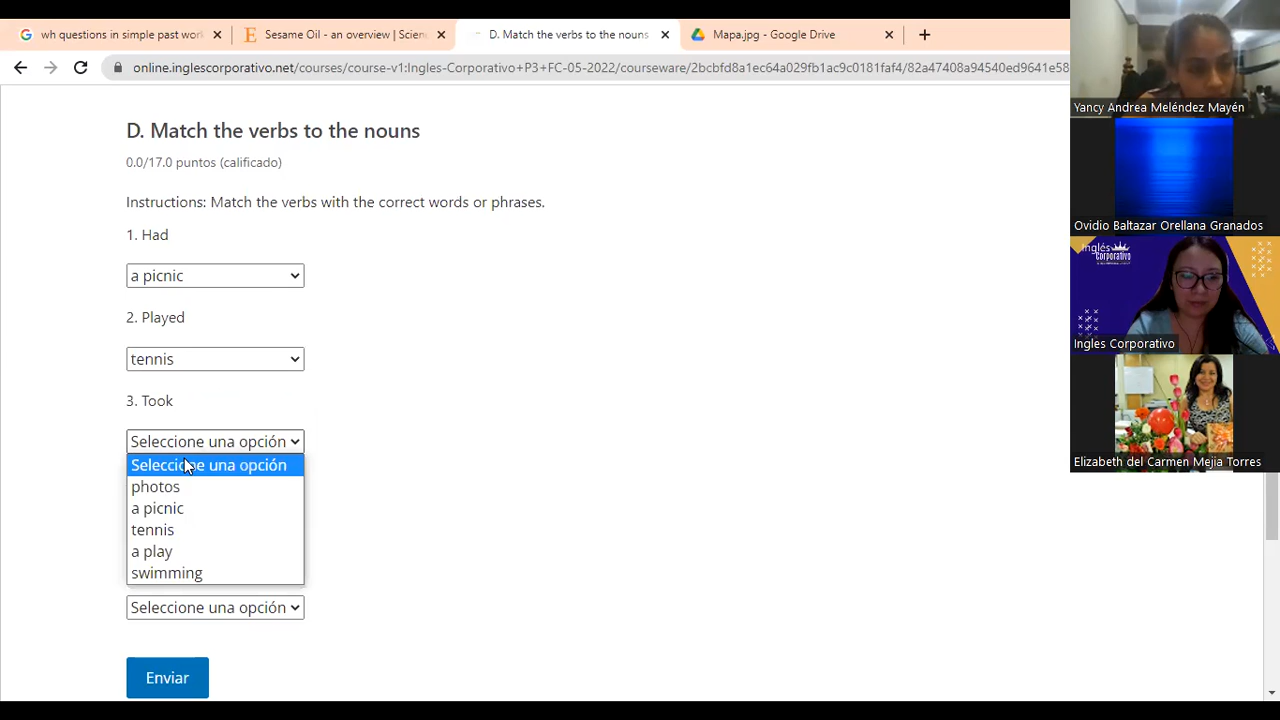 wh questions in simple past wor
Sesame Oil - an overview | Scien
D. Match the verbs to the nouns
Mapa.jpg - Google Drive
online.inglescorporativo.net/courses/course-v1:Ingles-Corporativo+P3+FC-05-2022/courseware/2bcbfd8a1ec64a029fb1ac9c0181faf4/82a47408a94540ed9641e58
D. Match the verbs to the nouns
0.0/17.0 puntos (calificado)
Instructions: Match the verbs with the correct words or phrases.
1. Had
a picnic
2. Played
tennis
3. Took
Seleccione una opción
Seleccione una opción
photos
a picnic
tennis
a play
swimming
Seleccione una opción
Enviar
Yancy Andrea Meléndez Mayén
Ovidio Baltazar Orellana Granados
Inglés
Corporativo
Ingles Corporativo
Elizabeth del Carmen Mejia Torres